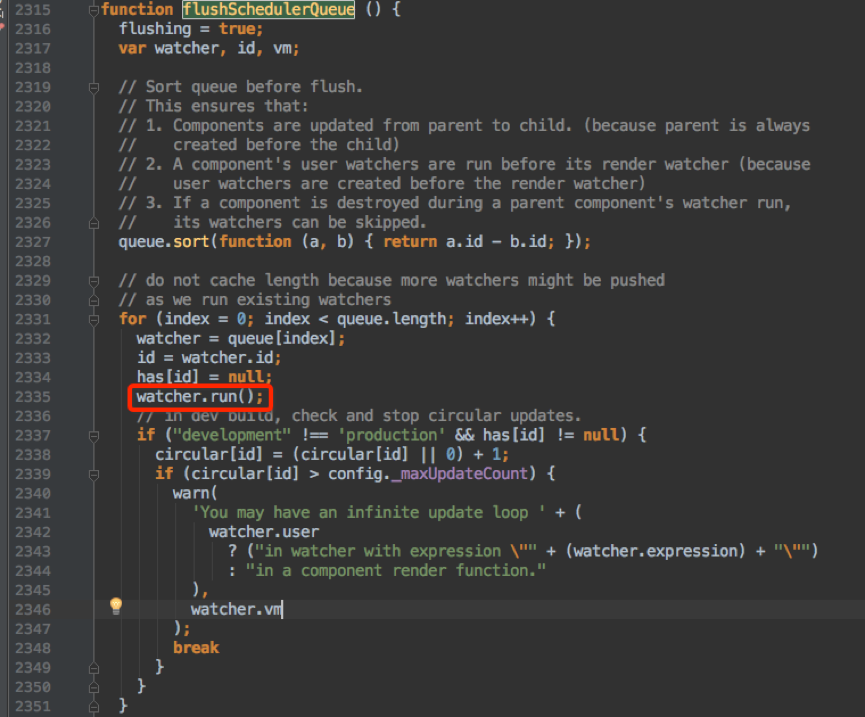 2315 function flushSchedulerQueue () {
2316   flushing = true;
2317   var watcher, id, vm;
2318
2319   // Sort queue before flush.
2320   // This ensures that:
2321   // 1. Components are updated from parent to child. (because parent is always
2322   //    created before the child)
2323   // 2. A component's user watchers are run before its render watcher (because
2324   //    user watchers are created before the render watcher)
2325   // 3. If a component is destroyed during a parent component's watcher run,
2326   //    its watchers can be skipped.
2327   queue.sort(function (a, b) { return a.id - b.id; });
2328
2329   // do not cache length because more watchers might be pushed
2330   // as we run existing watchers
2331   for (index = 0; index < queue.length; index++) {
2332     watcher = queue[index];
2333     id = watcher.id;
2334     has[id] = null;
2335     watcher.run();
2336     // in dev build, check and stop circular updates.
2337     if ("development" !== 'production' && has[id] != null) {
2338       circular[id] = (circular[id] || 0) + 1;
2339       if (circular[id] > config._maxUpdateCount) {
2340         warn(
2341           'You may have an infinite update loop ' + (
2342             watcher.user
2343               ? ("in watcher with expression \"" + (watcher.expression) + "\"")
2344               : "in a component render function."
2345           ),
2346           watcher.vm
2347         );
2348         break
2349       }
2350     }
2351   }